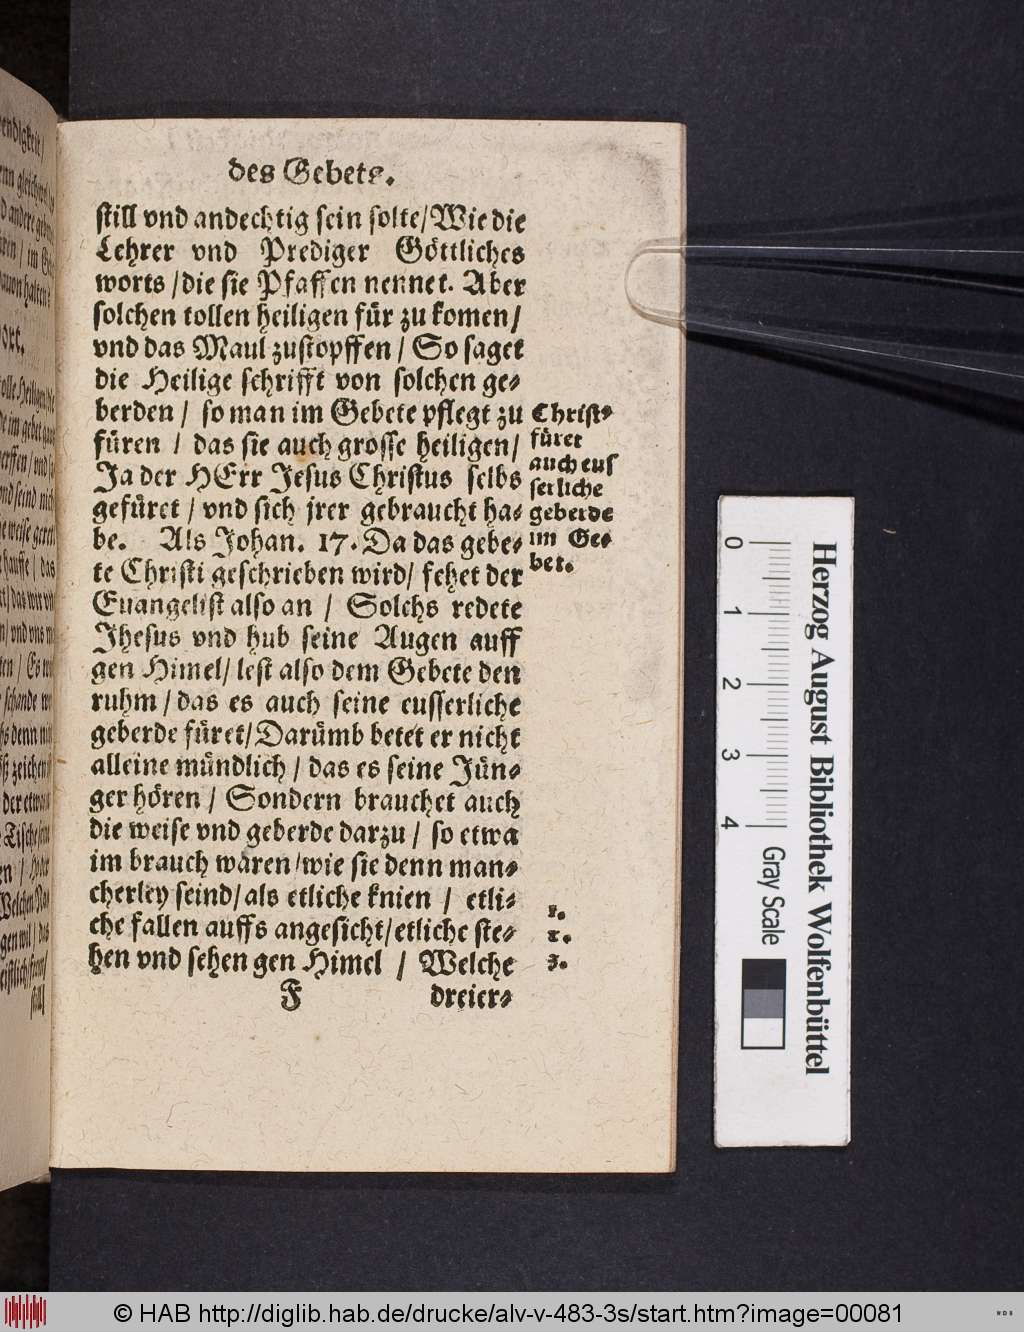 des Gebets.
still vnd andechtig sein solte/Wie die
Lehrer vnd Prediger Göttliches
worts/die sie Pfaffen nennet. Aber
solchen tollen heiligen für zu komen/
vnd das Maul zustopffen/ So saget
die Heilige schrifft von solchen ge-
berden/ so man im Gebete pflegt zu
füren / das sie auch grosse heiligen/
Ja der HErr Jesus Christus selbs
gefüret/ vnd sich jrer gebraucht ha-
be. Als Johan. 17. Da das gebe-
te Christi geschrieben wird/ fehet der
Euangelist also an / Solchs redete
Jhesus vnd hub seine Augen auff
gen Himel/ lest also dem Gebete den
ruhm/das es auch seine eusserliche
geberde füret/Darümb betet er nicht
alleine mündlich/ das es seine Jün-
ger hören/ Sondern brauchet auch
die weise vnd geberde darzu/ so etwa
im brauch wären/wie sie denn man-
cherley seind/als etliche knien / etli-
che fallen auffs angesicht/etliche ste-
hen vnd sehen gen Himel / Welche
F dreier-
Christ-
füret
auch eus
serliche
geberde
im Ge-
bet.
1.
2.
3.
still
0 1 2 3 4
Gray Scale
Herzog August Bibliothek Wolfenbüttel
© HAB http://diglib.hab.de/drucke/alv-v-483-3s/start.htm?image=00081